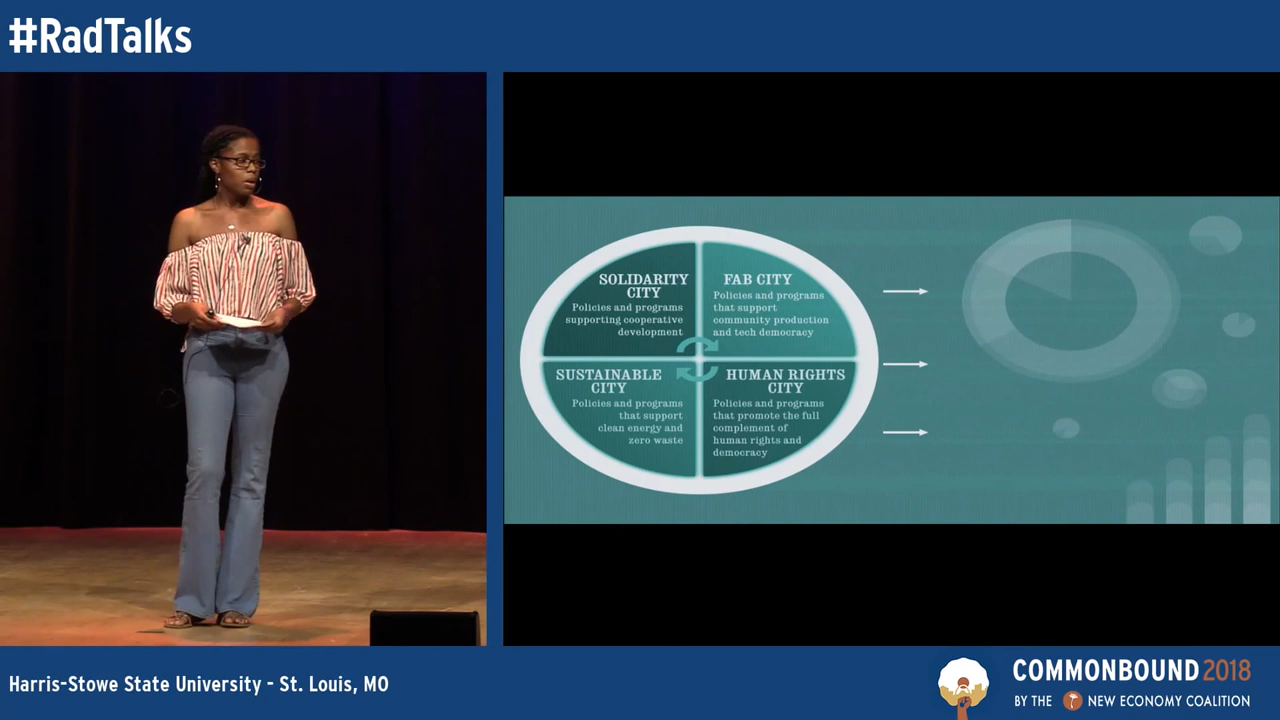 #RadTalks
SOLIDARITY
CITY
Policies and programs
supporting cooperative
development
FAB CITY
Policies and programs
that support
community production
and tech democracy
SUSTAINABLE
CITY
Policies and programs
that support
clean energy and
zero waste
HUMAN RIGHTS
CITY
Policies and programs
that promote the full
complement of
human rights and
democracy
Harris-Stowe State University - St. Louis, MO
COMMONBOUND 2018
BY THE NEW ECONOMY COALITION